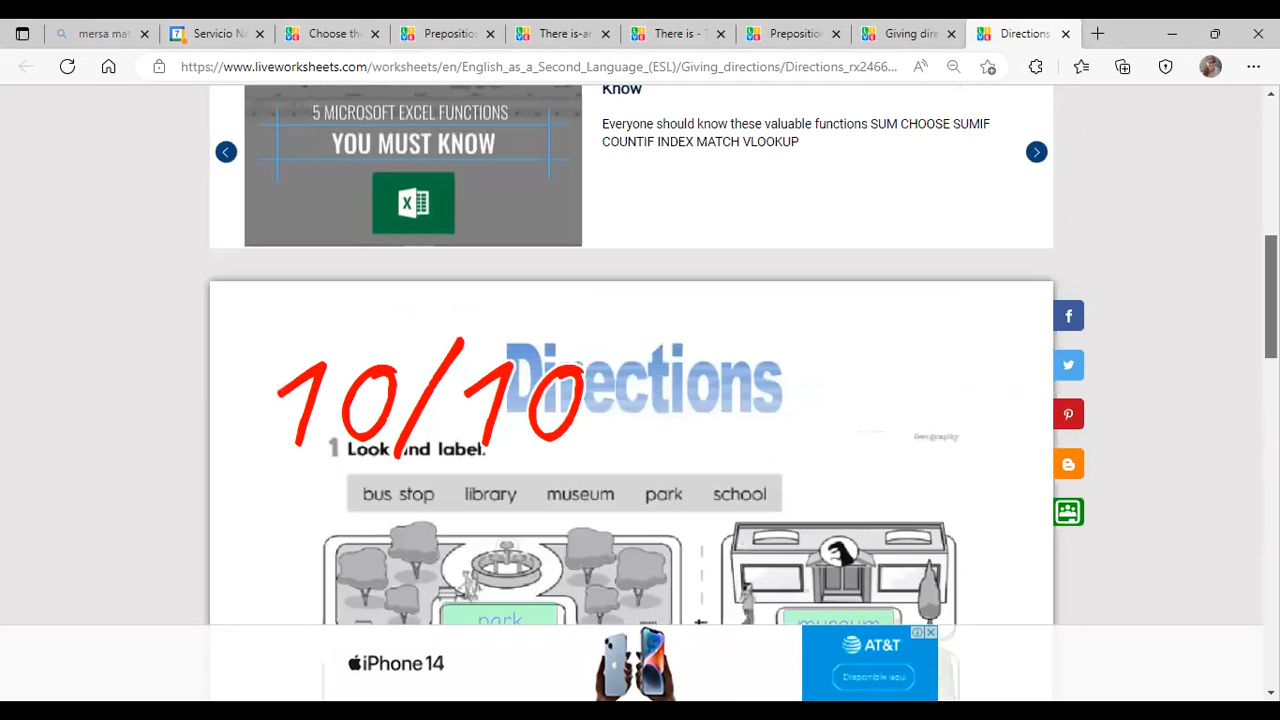 mersa mat
Servicio N
Choose the
Preposition
There is-ar
There is - T
Preposition
Giving dire
Directions
https://www.liveworksheets.com/worksheets/en/English_as_a_Second_Language_(ESL)/Giving_directions/Directions_rx2466...
5 MICROSOFT EXCEL FUNCTIONS
YOU MUST KNOW
Know
Everyone should know these valuable functions SUM CHOOSE SUMIF
COUNTIF INDEX MATCH VLOOKUP
Directions
10/10
1 Look and label.
bus stop library museum park school
park
museum
iPhone 14
AT&T
Disponible aquí